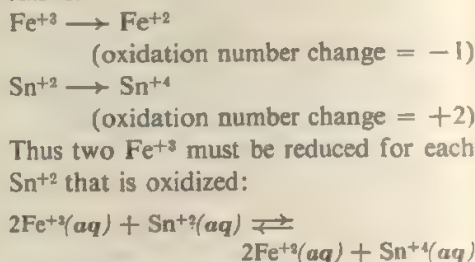 Fe⁺³ ⟶ Fe⁺²
(oxidation number change = −1)
Sn⁺² ⟶ Sn⁺⁴
(oxidation number change = +2)
Thus two Fe⁺³ must be reduced for each
Sn⁺² that is oxidized:
2Fe⁺³(aq) + Sn⁺²(aq) ⇌
2Fe⁺²(aq) + Sn⁺⁴(aq)